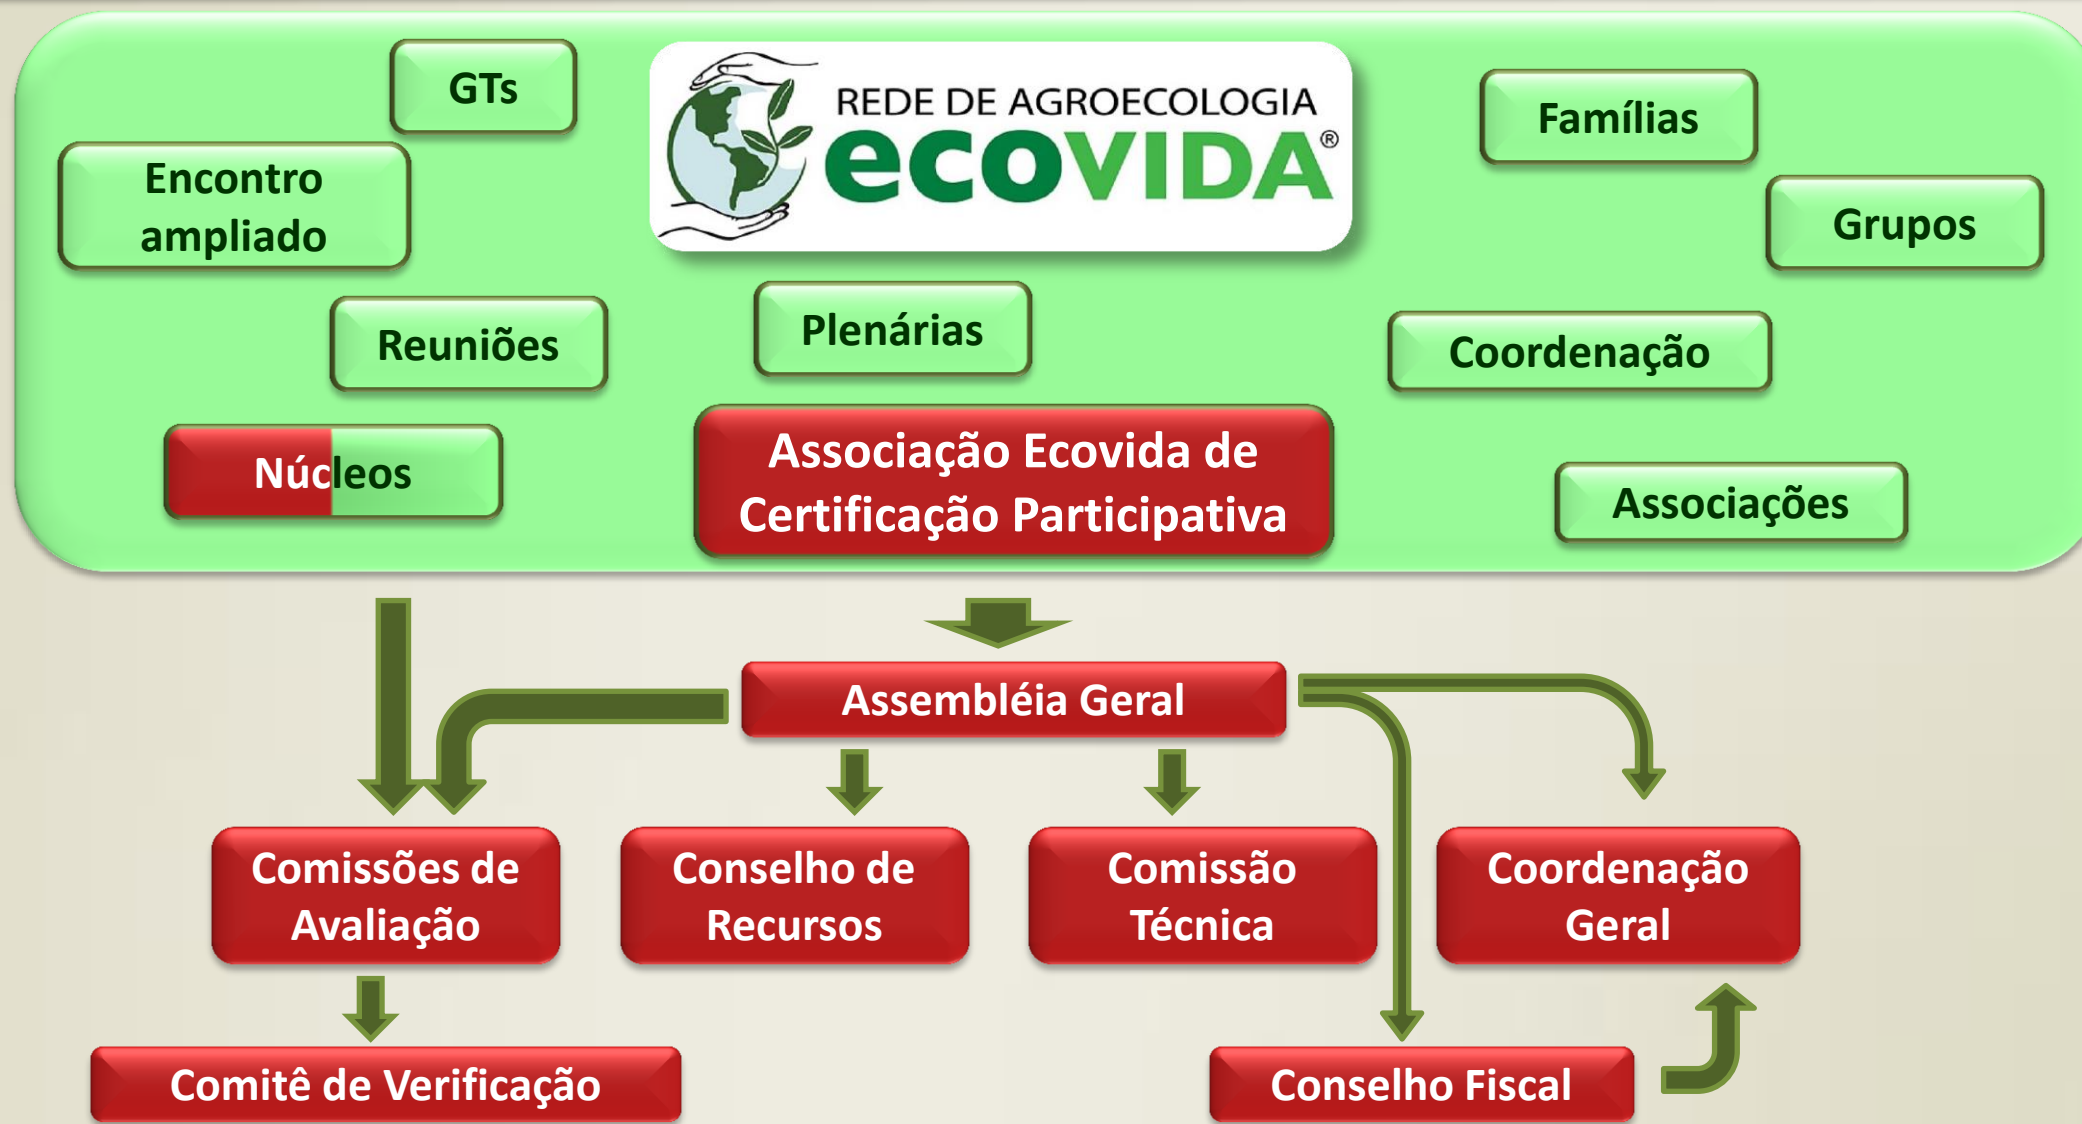 GTs
REDE DE AGROECOLOGIA
ecoVIDA®
Famílias
Encontro
ampliado
Grupos
Reuniões
Plenárias
Coordenação
Núcleos
Associação Ecovida de
Certificação Participativa
Associações
Assembléia Geral
Comissões de
Avaliação
Conselho de
Recursos
Comissão
Técnica
Coordenação
Geral
Comitê de Verificação
Conselho Fiscal